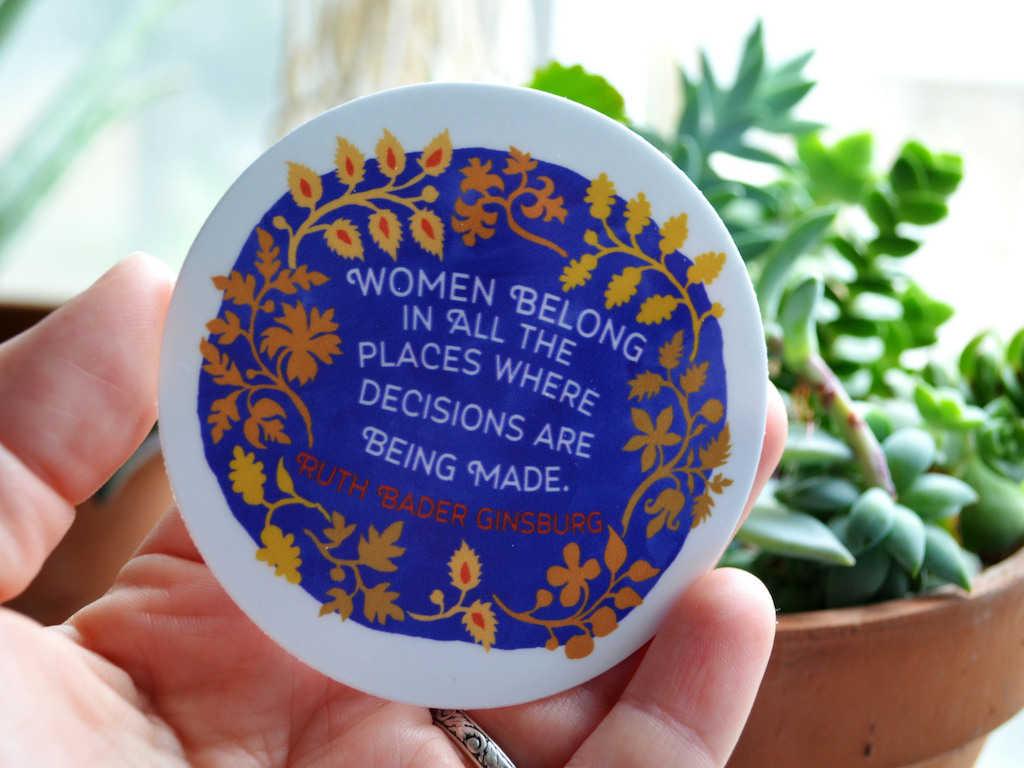 WOMEN BELONG
IN ALL THE
PLACES WHERE
DECISIONS ARE
BEING MADE.
RUTH BADER GINSBURG